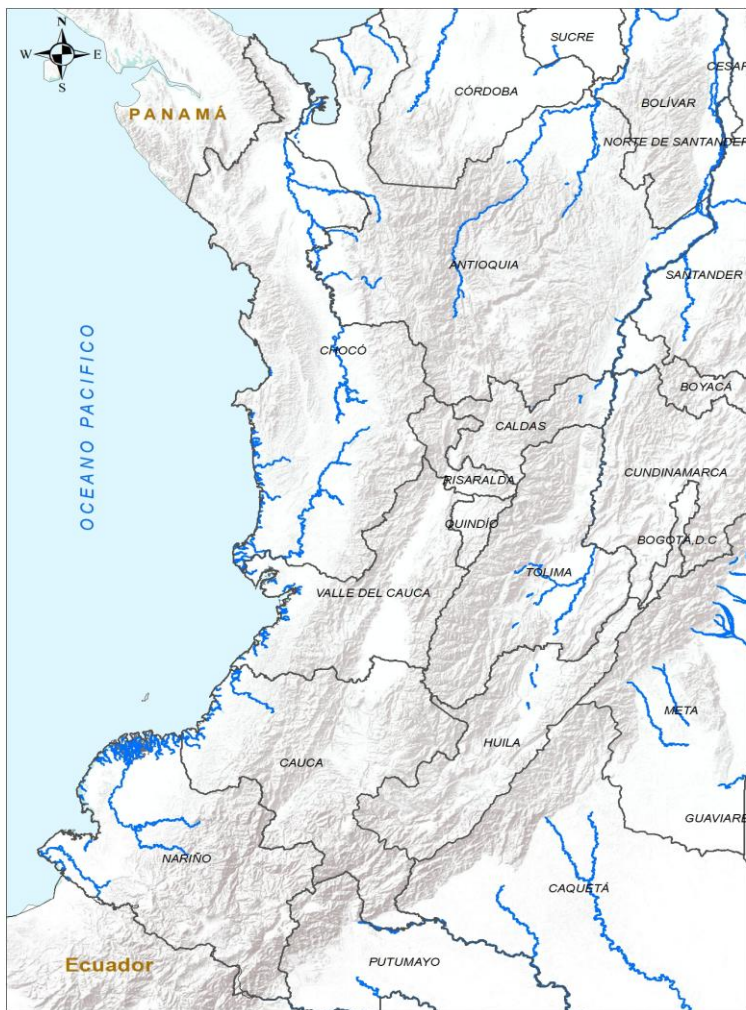 N
W E
S
SUCRE
CESAR
CÓRDOBA
BOLÍVAR
PANAMÁ
NORTE DE SANTANDER
ANTIOQUIA
SANTANDER
OCEANO PACIFICO
CHOCÓ
BOYACÁ
CALDAS
CUNDINAMARCA
RISARALDA
QUINDÍO
BOGOTÁ,D.C
TOLIMA
VALLE DEL CAUCA
META
HUILA
CAUCA
GUAVIARE
NARIÑO
CAQUETÁ
Ecuador
PUTUMAYO